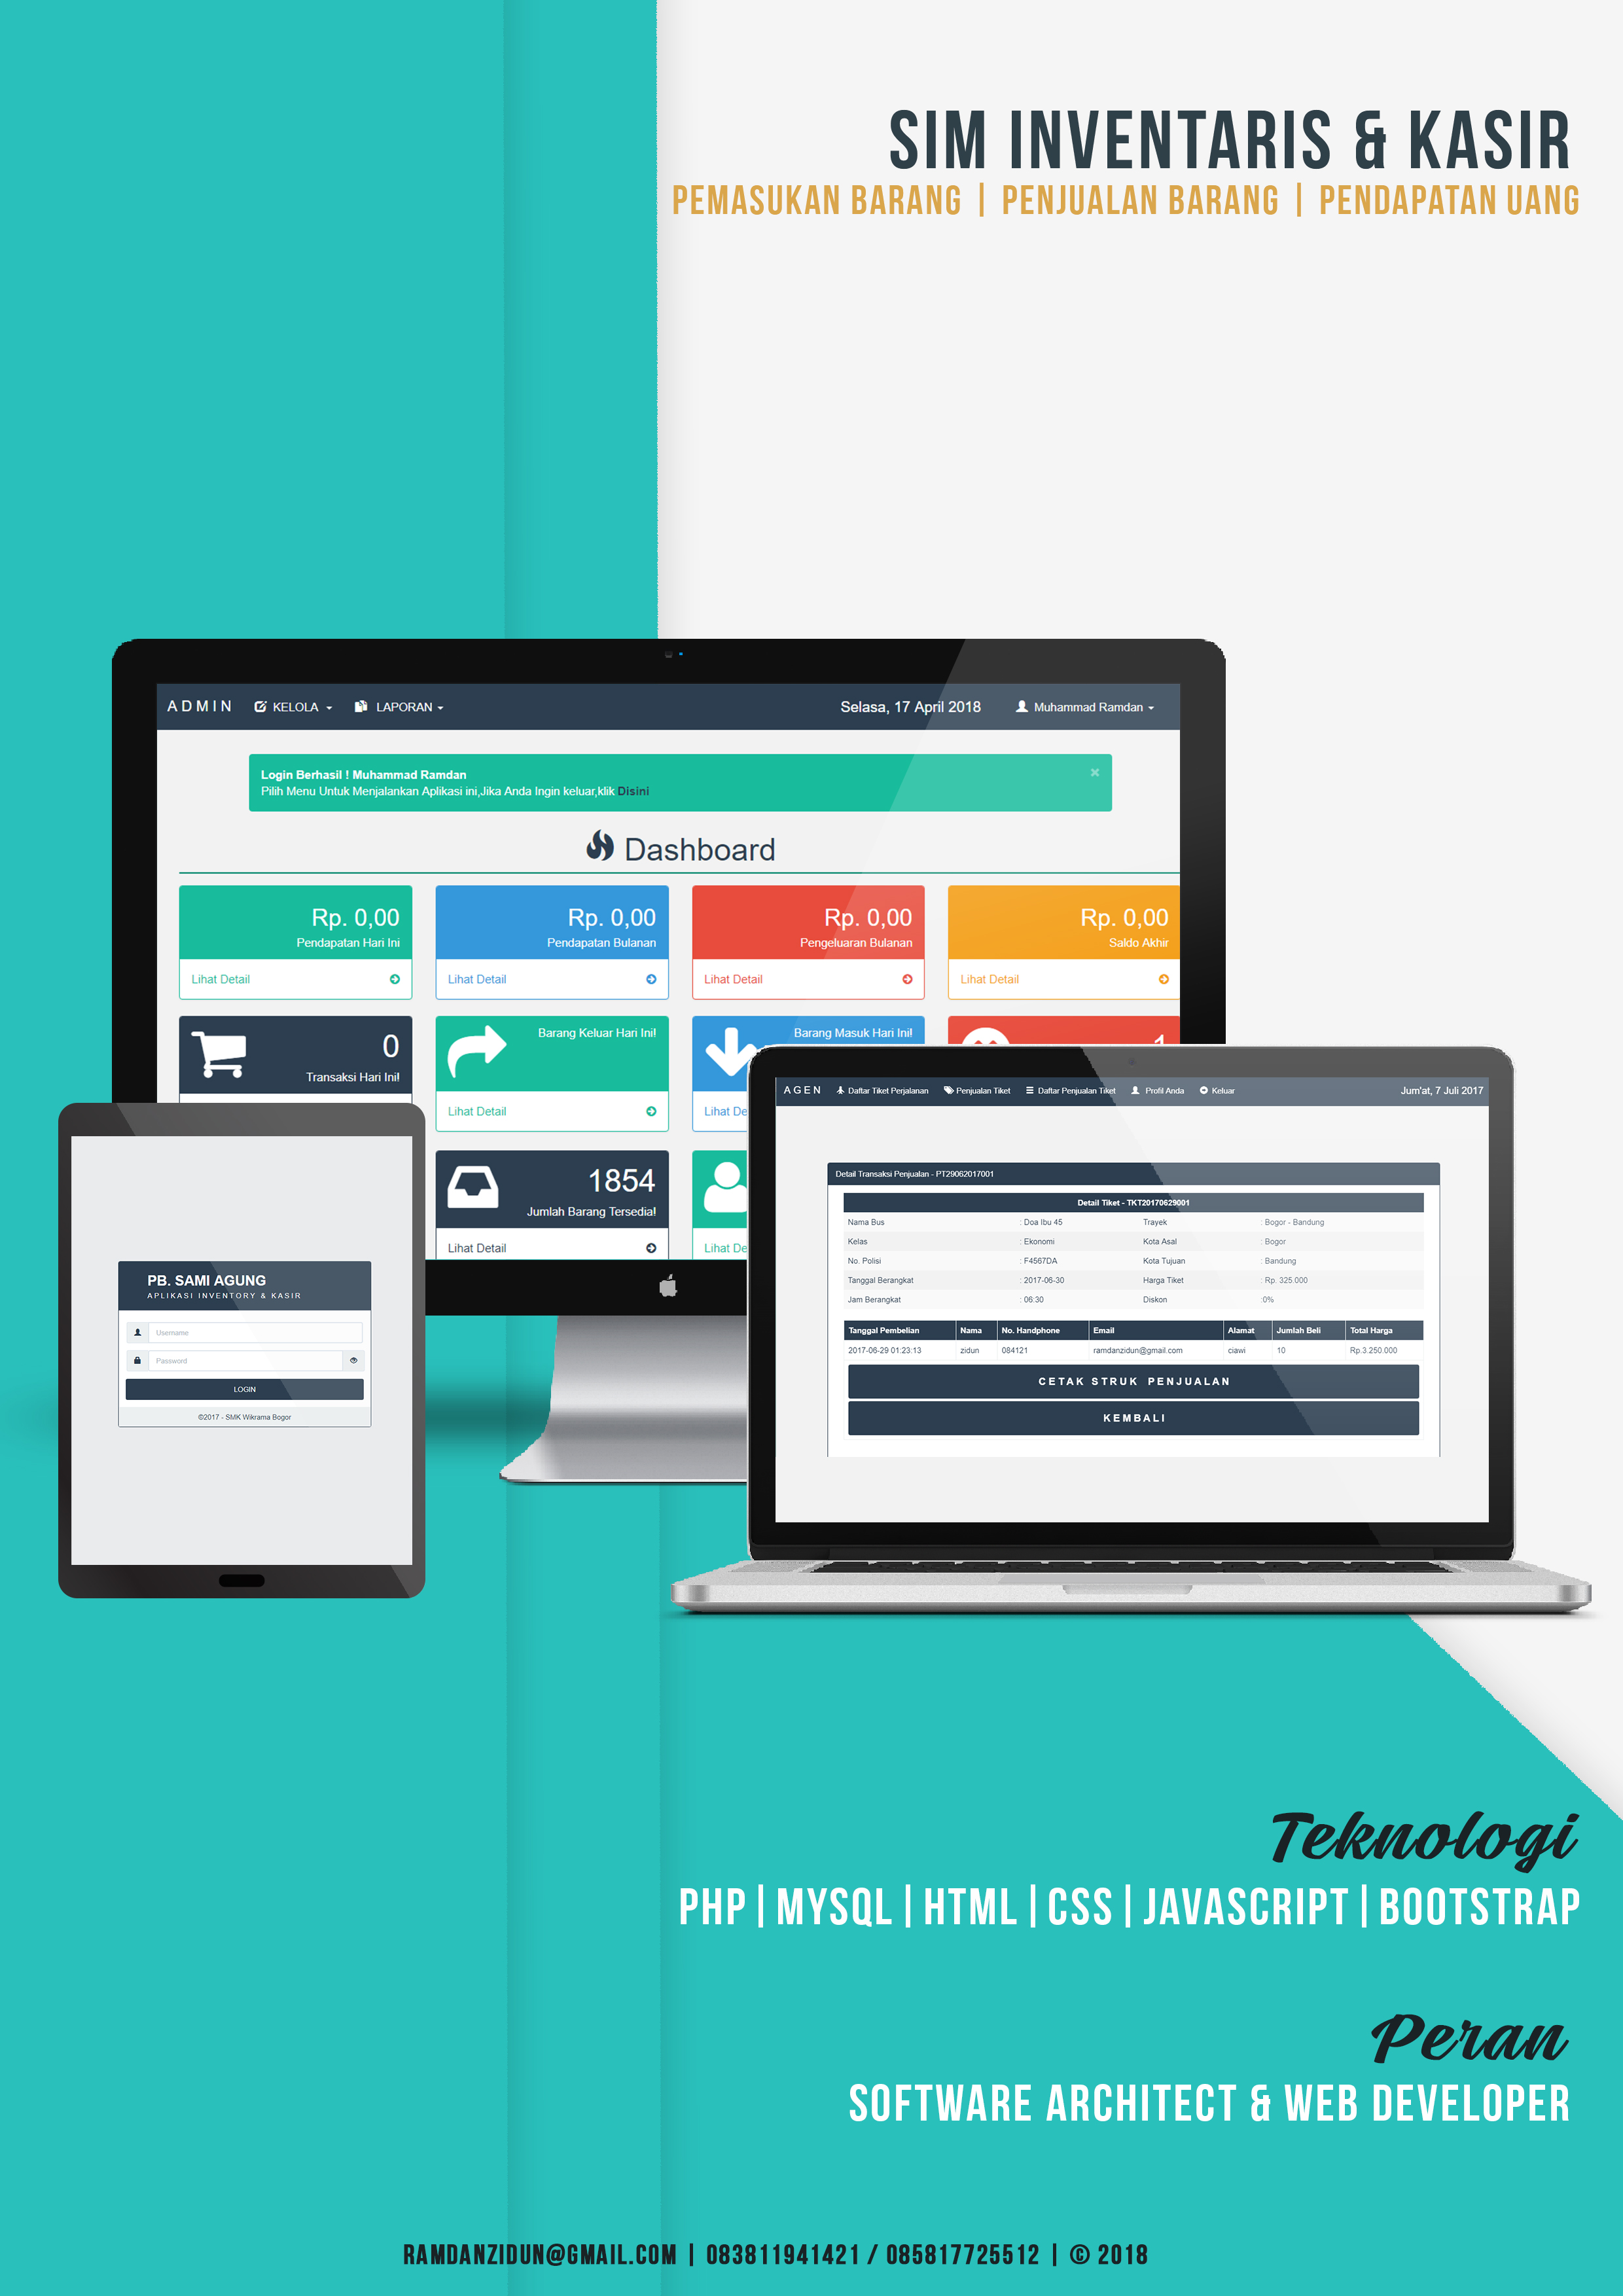 SIM INVENTARIS & KASIR
PEMASUKAN BARANG | PENJUALAN BARANG | PENDAPATAN UANG
ADMIN KELOLA LAPORAN Selasa, 17 April 2018 Muhammad Ramdan
Login Berhasil ! Muhammad Ramdan ×
Pilih Menu Untuk Menjalankan Aplikasi ini,Jika Anda Ingin keluar,klik Disini
Dashboard
Rp. 0,00 Rp. 0,00 Rp. 0,00 Rp. 0,00
Pendapatan Hari Ini Pendapatan Bulanan Pengeluaran Bulanan Saldo Akhir
Lihat Detail Lihat Detail Lihat Detail Lihat Detail
0 Barang Keluar Hari Ini! Barang Masuk Hari Ini! 1
Transaksi Hari Ini!
Lihat Detail Lihat De
1854
Jumlah Barang Tersedia!
Lihat Detail Lihat De
PB. SAMI AGUNG
APLIKASI INVENTORY & KASIR
Username
Password
LOGIN
©2017 - SMK Wikrama Bogor
AGEN Daftar Tiket Perjalanan Penjualan Tiket Daftar Penjualan Tiket Profil Anda Keluar Jum'at, 7 Juli 2017
Detail Transaksi Penjualan - PT29062017001
Detail Tiket - TKT20170629001
Nama Bus : Doa Ibu 45 Trayek : Bogor - Bandung
Kelas : Ekonomi Kota Asal : Bogor
No. Polisi : F4567DA Kota Tujuan : Bandung
Tanggal Berangkat : 2017-06-30 Harga Tiket : Rp. 325.000
Jam Berangkat : 06:30 Diskon :0%
Tanggal Pembelian Nama No. Handphone Email Alamat Jumlah Beli Total Harga
2017-06-29 01:23:13 zidun 084121 ramdanzidun@gmail.com ciawi 10 Rp.3.250.000
CETAK STRUK PENJUALAN
KEMBALI
Teknologi
PHP | MYSQL | HTML | CSS | JAVASCRIPT | BOOTSTRAP
Peran
SOFTWARE ARCHITECT & WEB DEVELOPER
RAMDANZIDUN@GMAIL.COM | 083811941421 / 085817725512 | © 2018